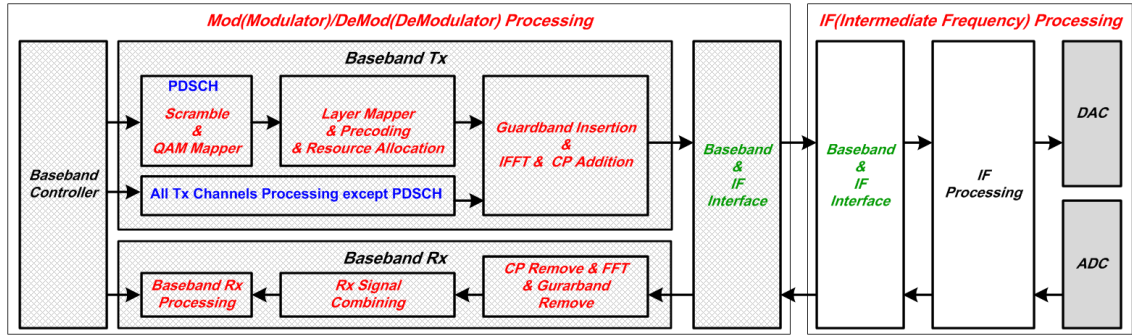 Mod(Modulator)/DeMod(DeModulator) Processing
IF(Intermediate Frequency) Processing
Baseband Tx
PDSCH
Scramble
&
QAM Mapper
Layer Mapper
& Precoding
& Resource Allocation
Guardband Insertion
&
IFFT & CP Addition
All Tx Channels Processing except PDSCH
Baseband
Controller
Baseband
&
IF
Interface
Baseband
&
IF
Interface
IF
Processing
DAC
ADC
Baseband Rx
Baseband Rx
Processing
Rx Signal
Combining
CP Remove & FFT
& Gurarband
Remove